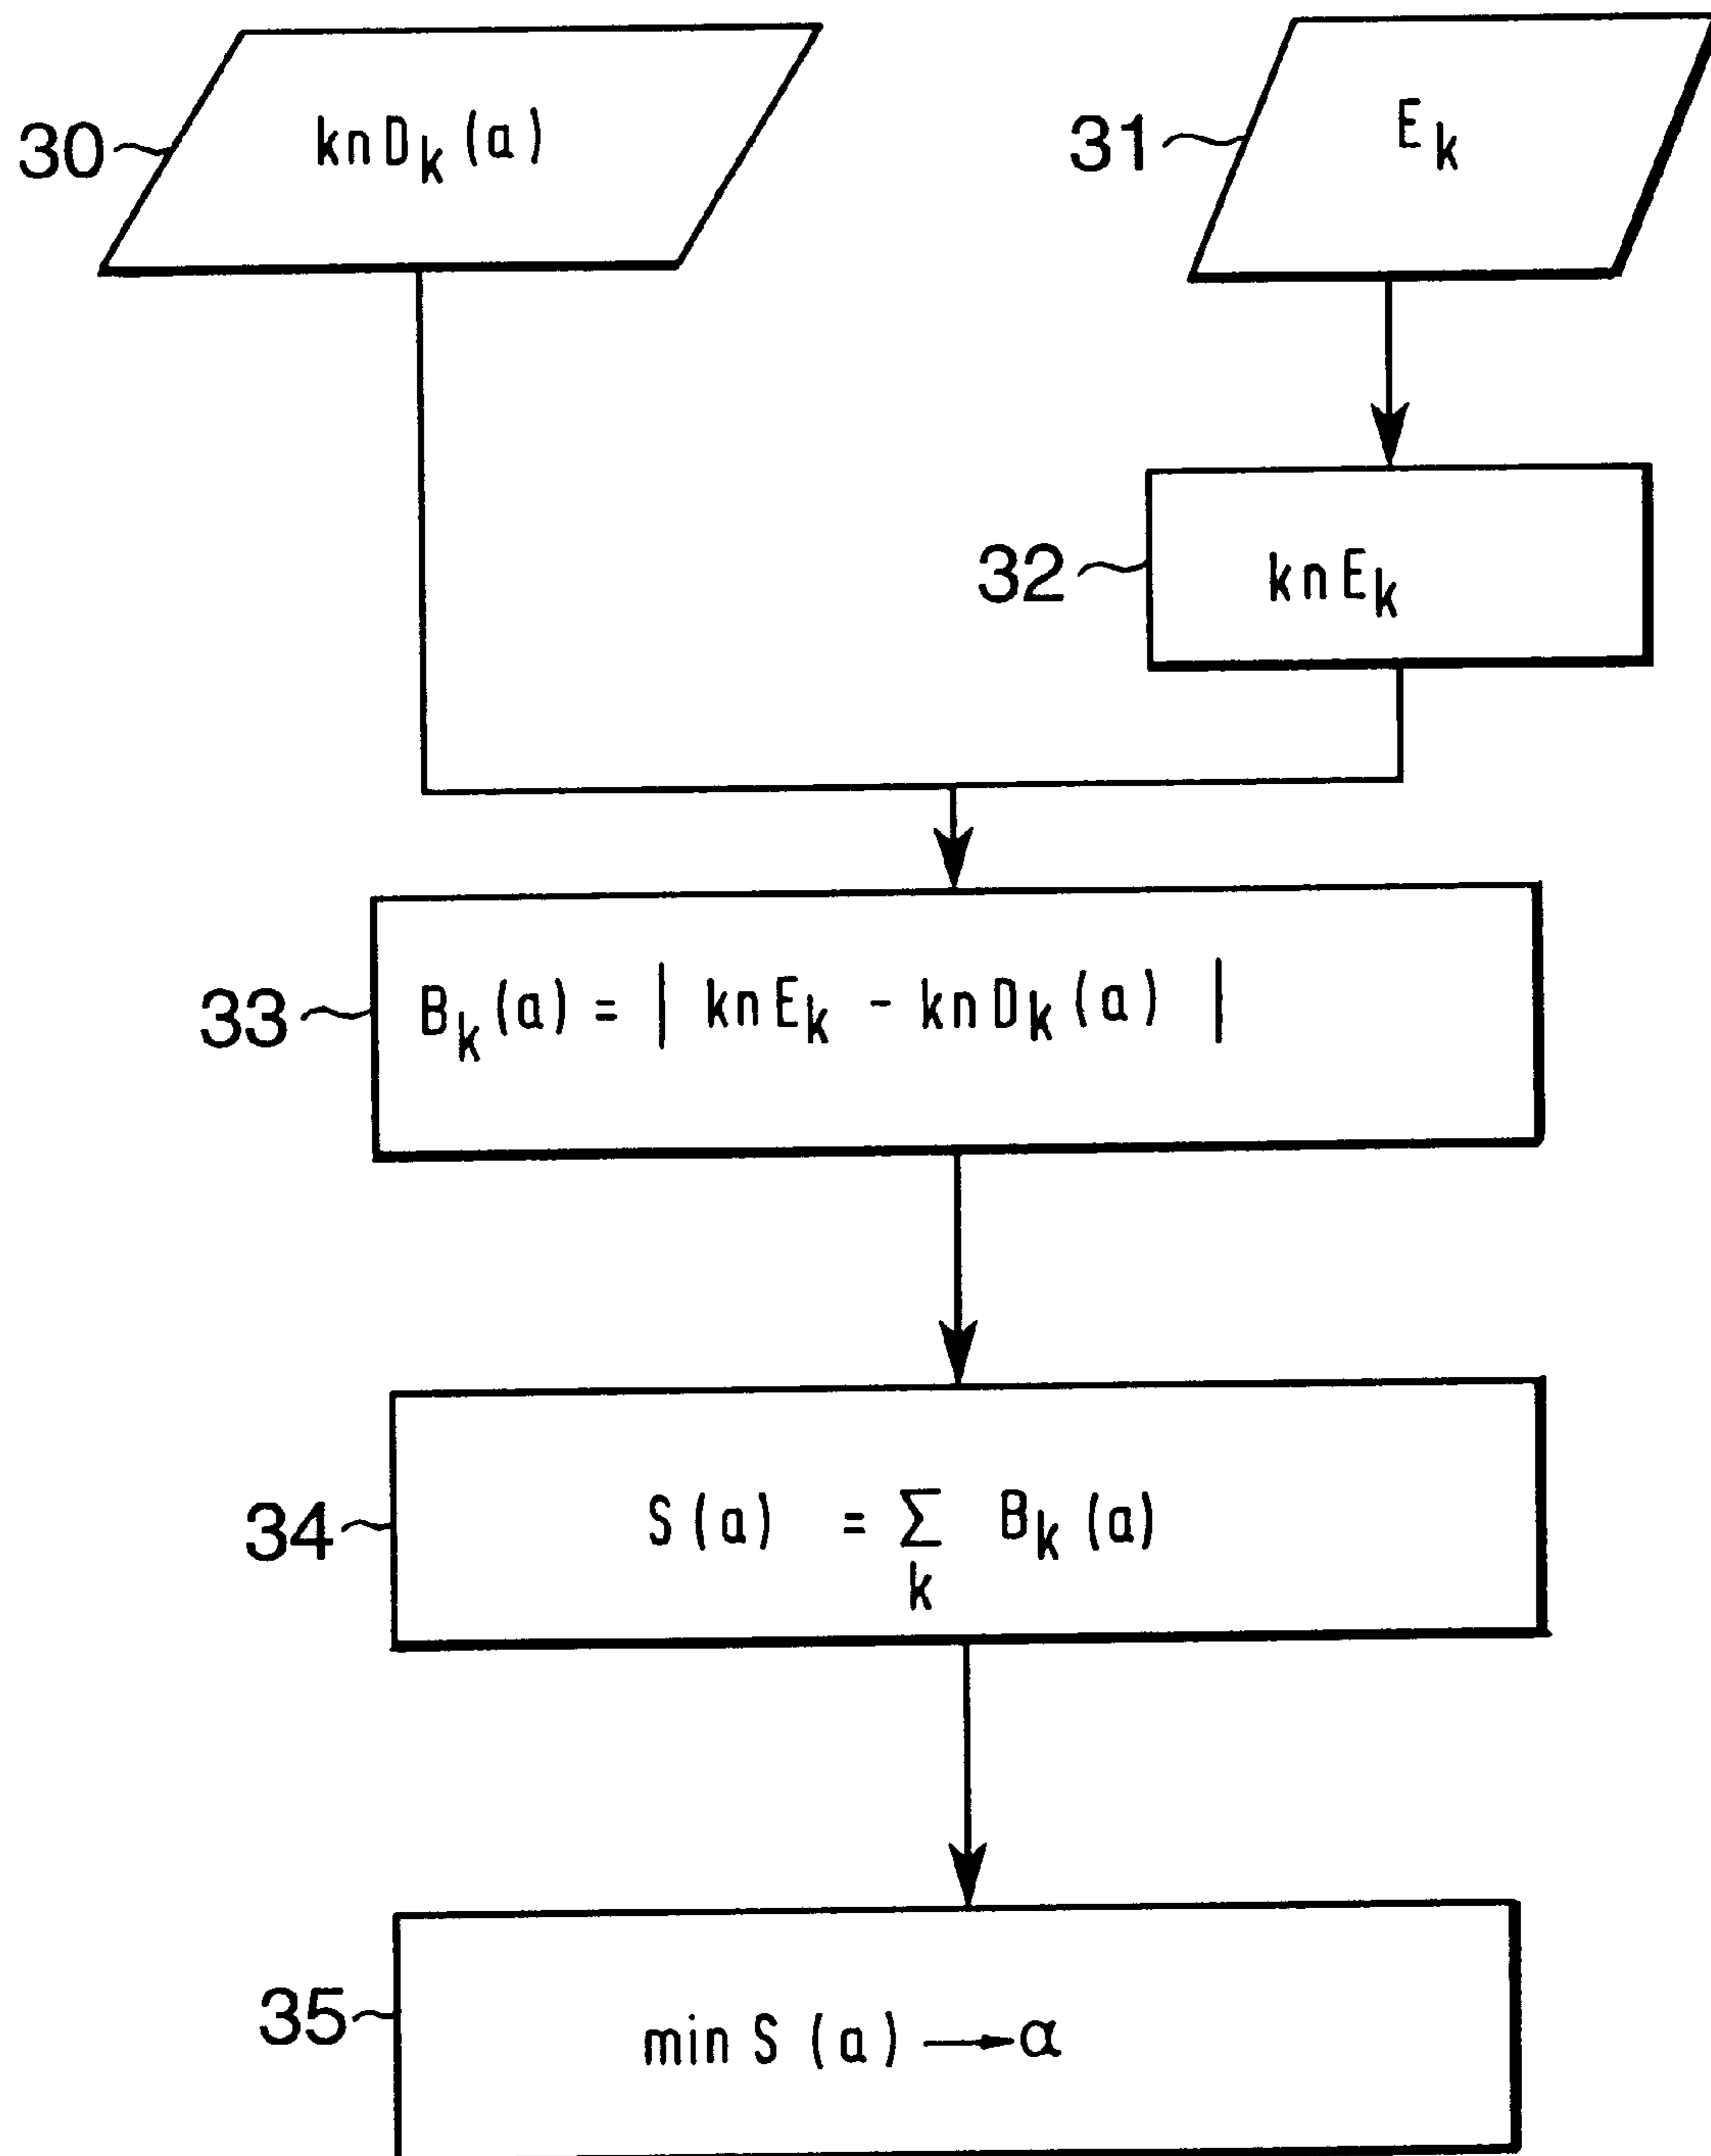 30 knDk(a)
31 Ek
32 knEk
33 Bk(a) = | knEk - knDk(a) |
34 S(a) = Σ Bk(a)
k
35 min S(a) → α